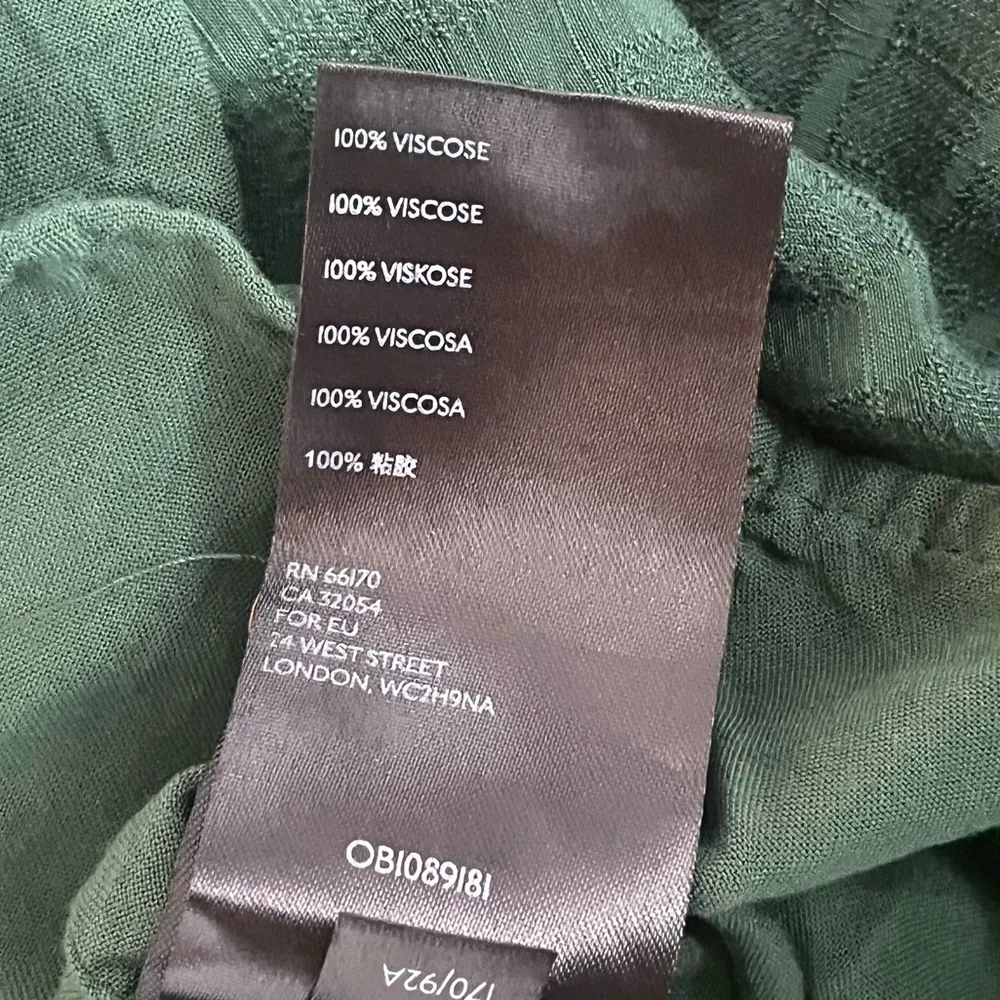 100% VISCOSE
100% VISCOSE
100% VISKOSE
100% VISCOSA
100% VISCOSA
100% 粘胶
RN 66170
CA 32054
FOR EU
24 WEST STREET
LONDON, WC2H9NA
OB1089181
170/92A